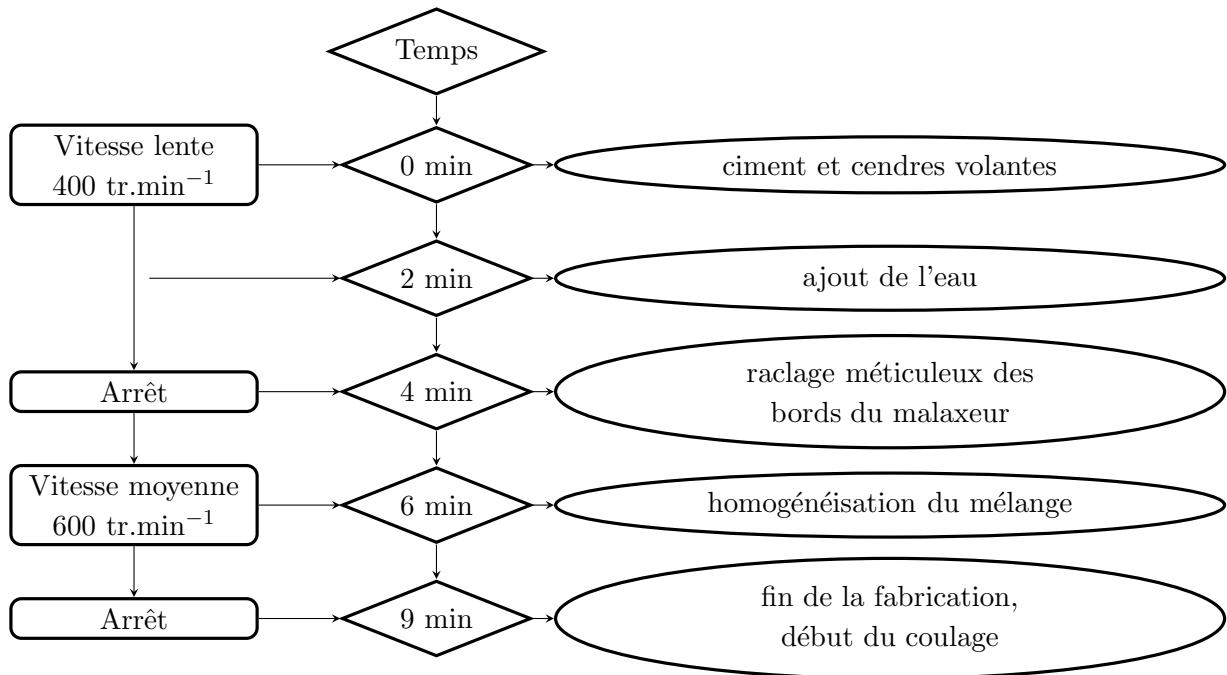 Temps
Vitesse lente
400 tr.min⁻¹
0 min
ciment et cendres volantes
2 min
ajout de l'eau
Arrêt
4 min
raclage méticuleux des
bords du malaxeur
Vitesse moyenne
600 tr.min⁻¹
6 min
homogénéisation du mélange
Arrêt
9 min
fin de la fabrication,
début du coulage